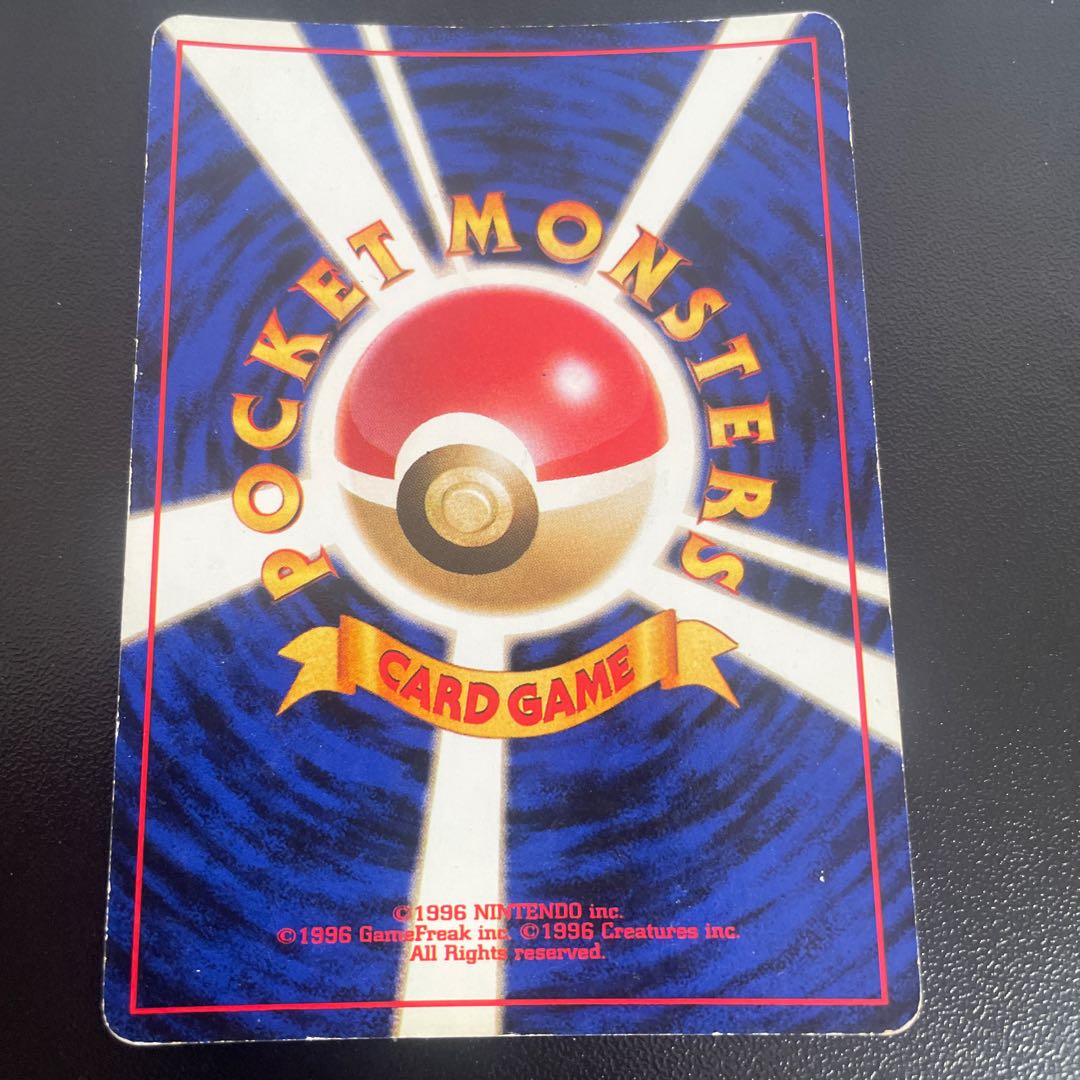 POCKET MONSTERS
CARD GAME
©1996 NINTENDO inc.
©1996 GameFreak inc. ©1996 Creatures inc.
All Rights reserved.